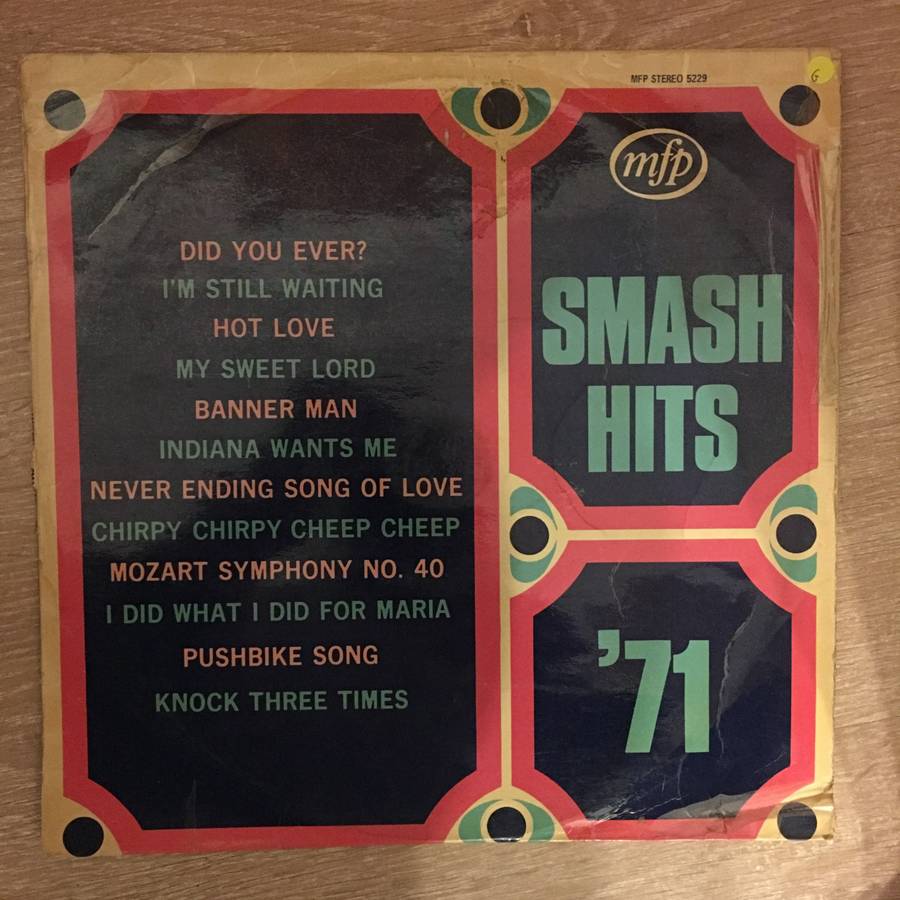 MFP STEREO 5229
G
mfp
SMASH
HITS
'71
DID YOU EVER?
I'M STILL WAITING
HOT LOVE
MY SWEET LORD
BANNER MAN
INDIANA WANTS ME
NEVER ENDING SONG OF LOVE
CHIRPY CHIRPY CHEEP CHEEP
MOZART SYMPHONY NO. 40
I DID WHAT I DID FOR MARIA
PUSHBIKE SONG
KNOCK THREE TIMES